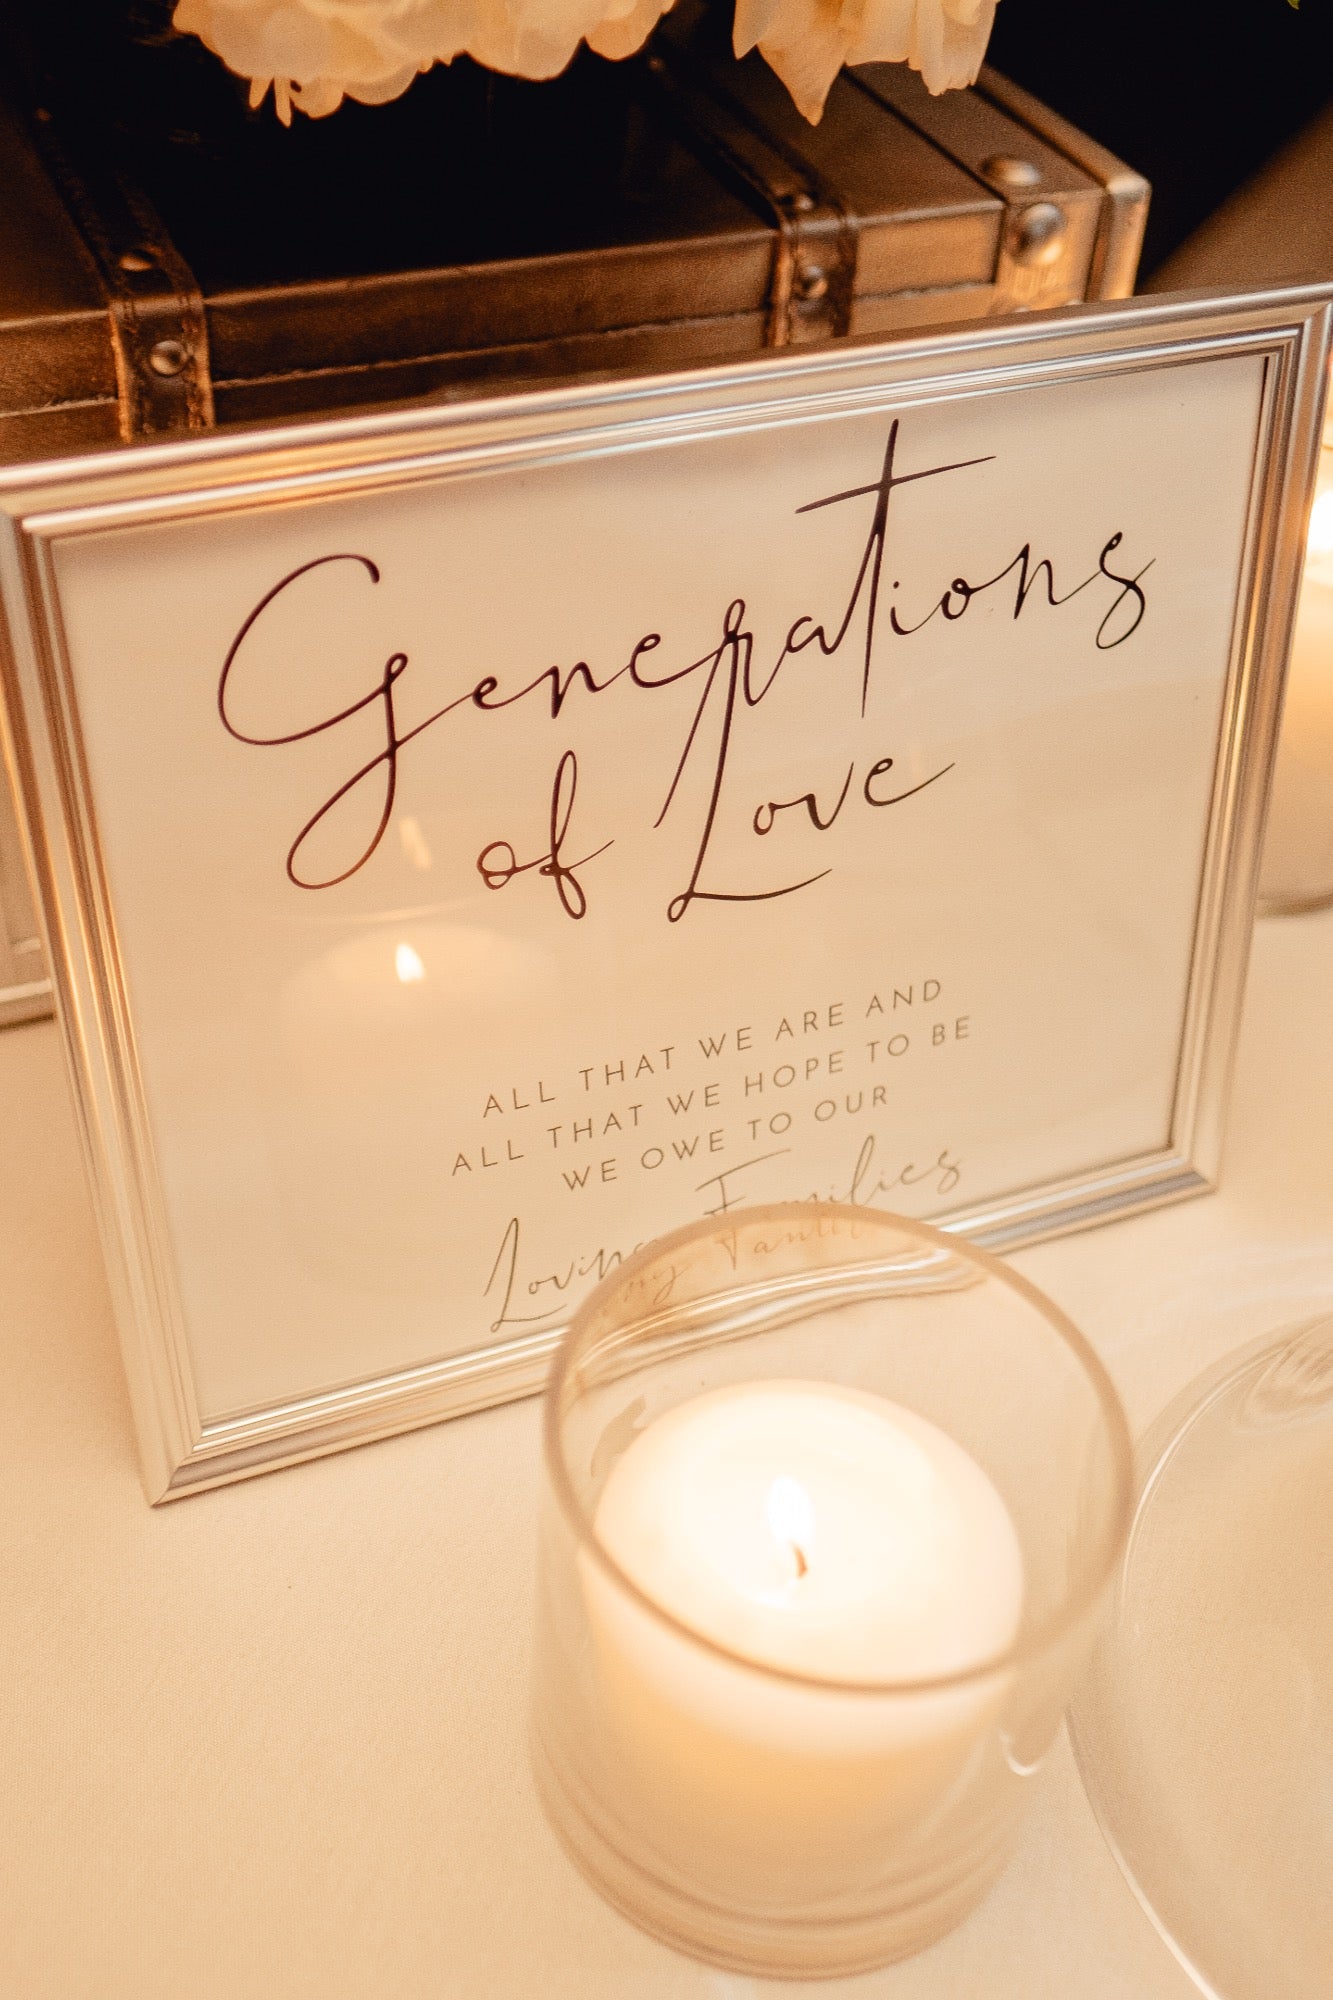 Generations
of Love
ALL THAT WE ARE AND
ALL THAT WE HOPE TO BE
WE OWE TO OUR
Loving Families